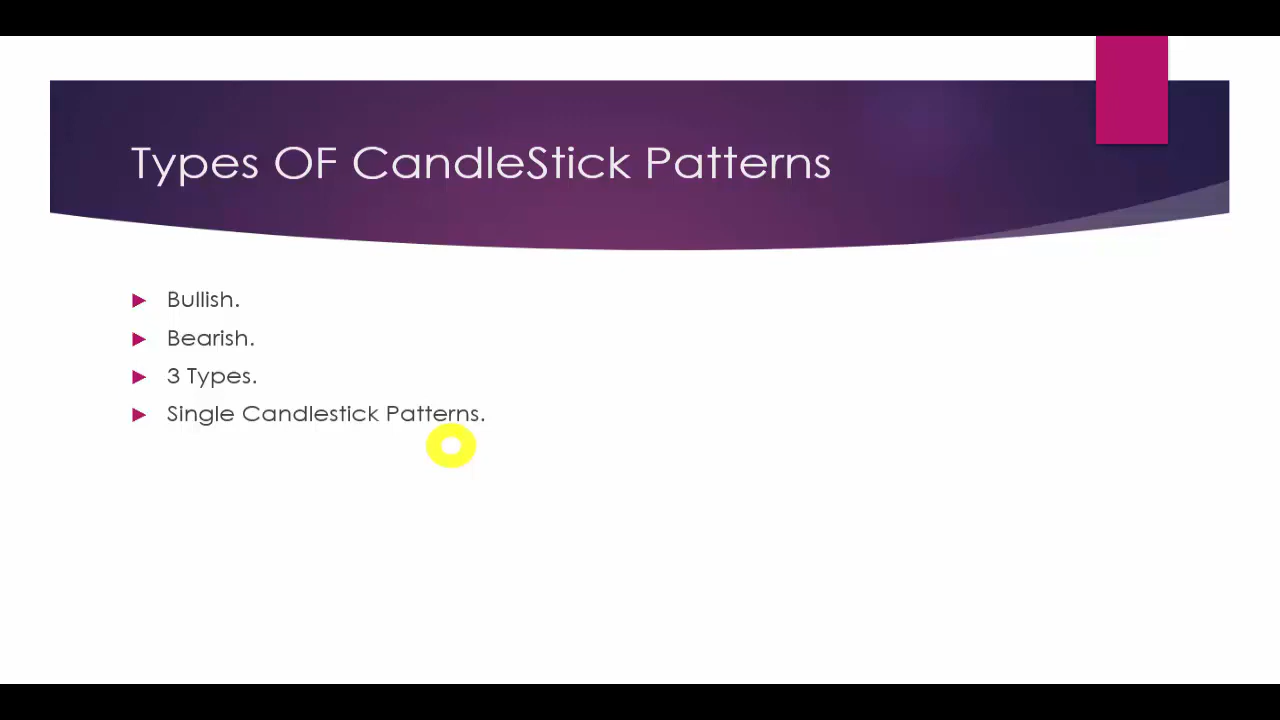 Types OF CandleStick Patterns
Bullish.
Bearish.
3 Types.
Single Candlestick Patterns.